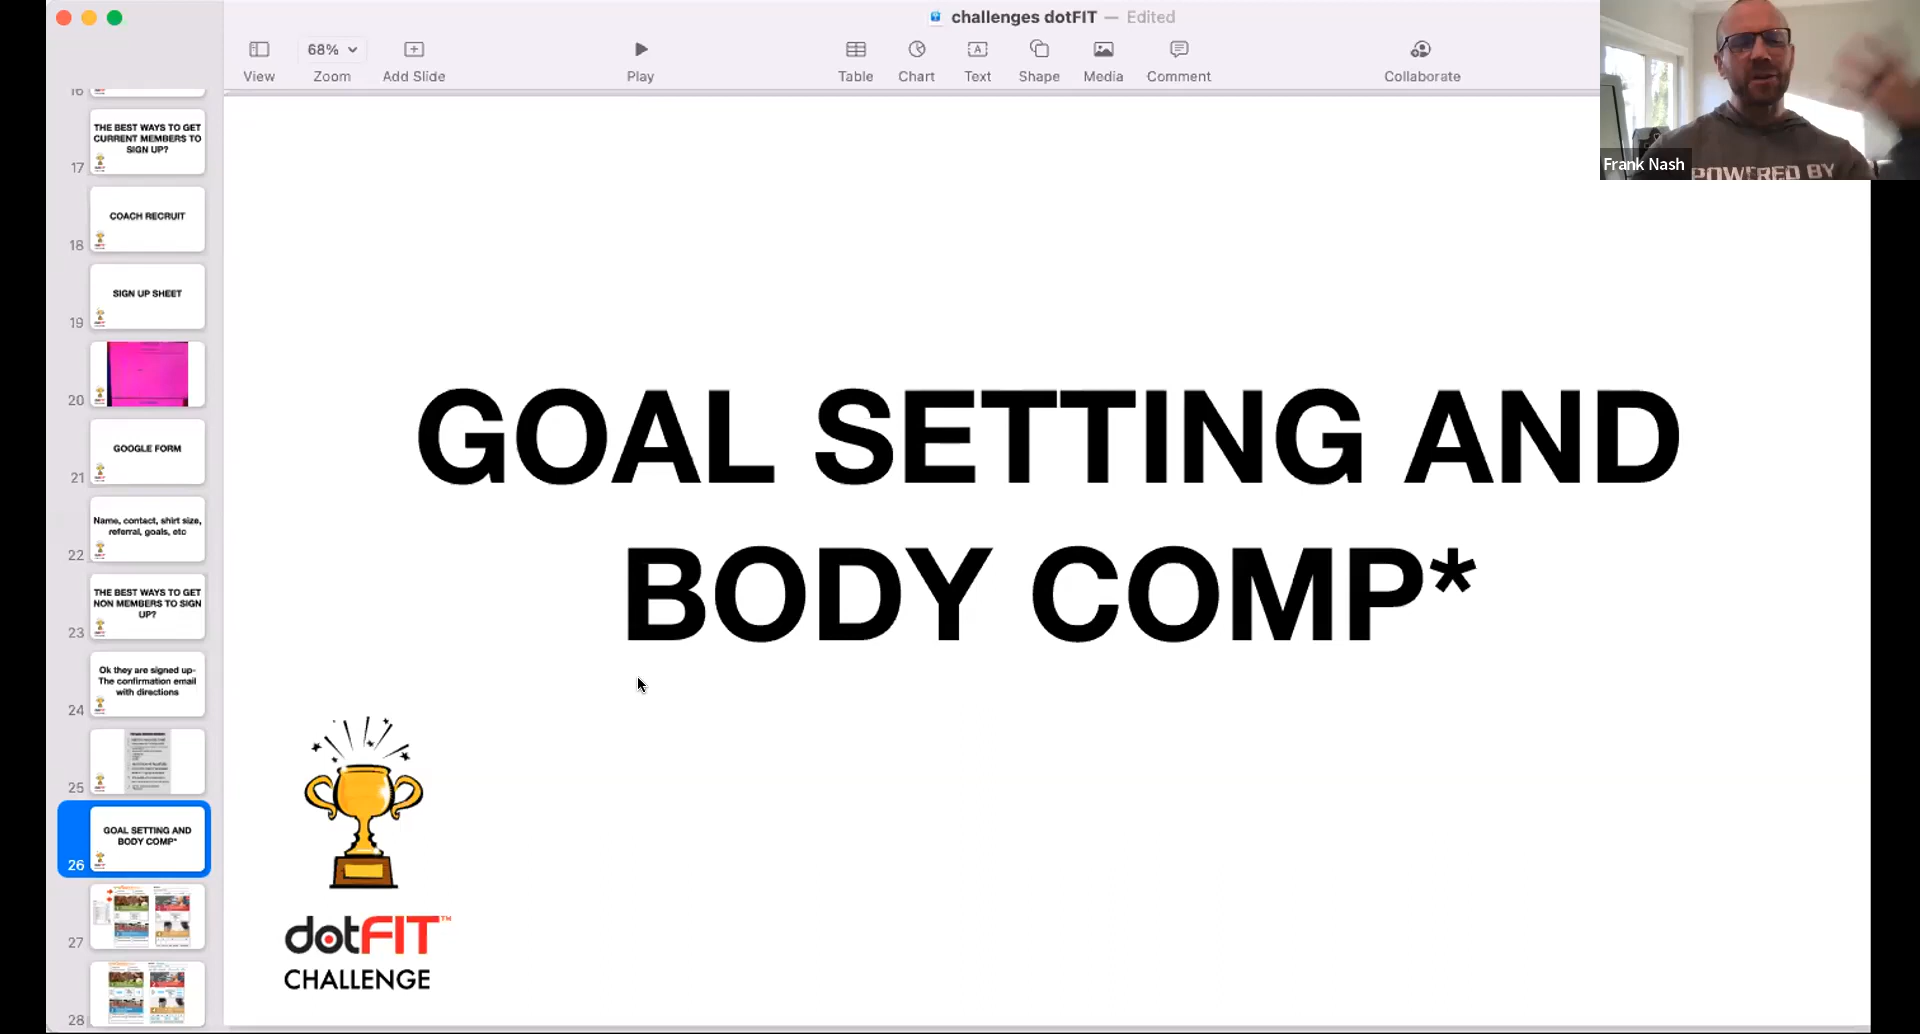 challenges dotFIT — Edited
68%
View
Zoom
Add Slide
Play
Table
Chart
Text
Shape
Media
Comment
Collaborate
Frank Nash
POWERED BY
16
THE BEST WAYS TO GET
CURRENT MEMBERS TO
SIGN UP?
17
COACH RECRUIT
18
SIGN UP SHEET
19
20
GOOGLE FORM
21
Name, contact, shirt size,
referral, goals, etc
22
THE BEST WAYS TO GET
NON MEMBERS TO SIGN
UP?
23
Ok they are signed up-
The confirmation email
with directions
24
25
GOAL SETTING AND
BODY COMP*
26
27
28
GOAL SETTING AND
BODY COMP*
dotFIT™
CHALLENGE